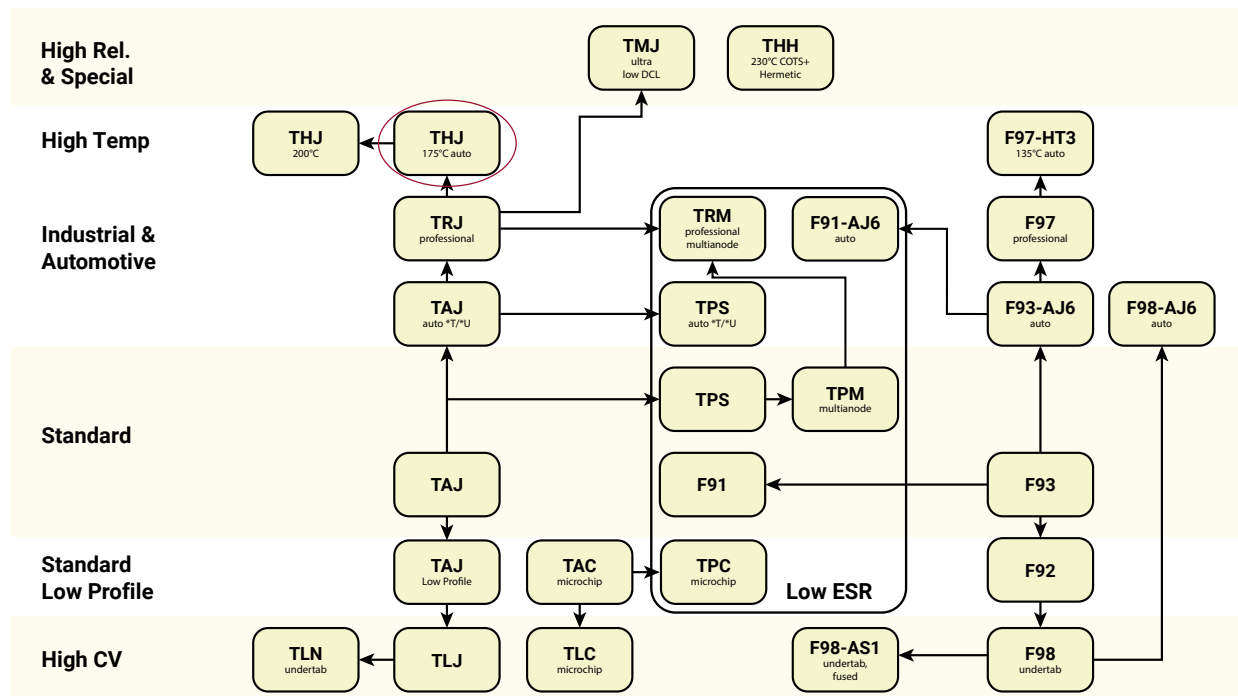 High Rel.
& Special
TMJ
ultra
low DCL
THH
230°C COTS+
Hermetic
High Temp
THJ
200°C
THJ
175°C auto
F97-HT3
135°C auto
Industrial &
Automotive
TRJ
professional
TRM
professional
multianode
F91-AJ6
auto
F97
professional
TAJ
auto *T/*U
TPS
auto *T/*U
F93-AJ6
auto
F98-AJ6
auto
Standard
TPS
TPM
multianode
TAJ
F91
F93
Standard
Low Profile
TAJ
Low Profile
TAC
microchip
TPC
microchip
Low ESR
F92
High CV
TLN
undertab
TLJ
TLC
microchip
F98-AS1
undertab,
fused
F98
undertab